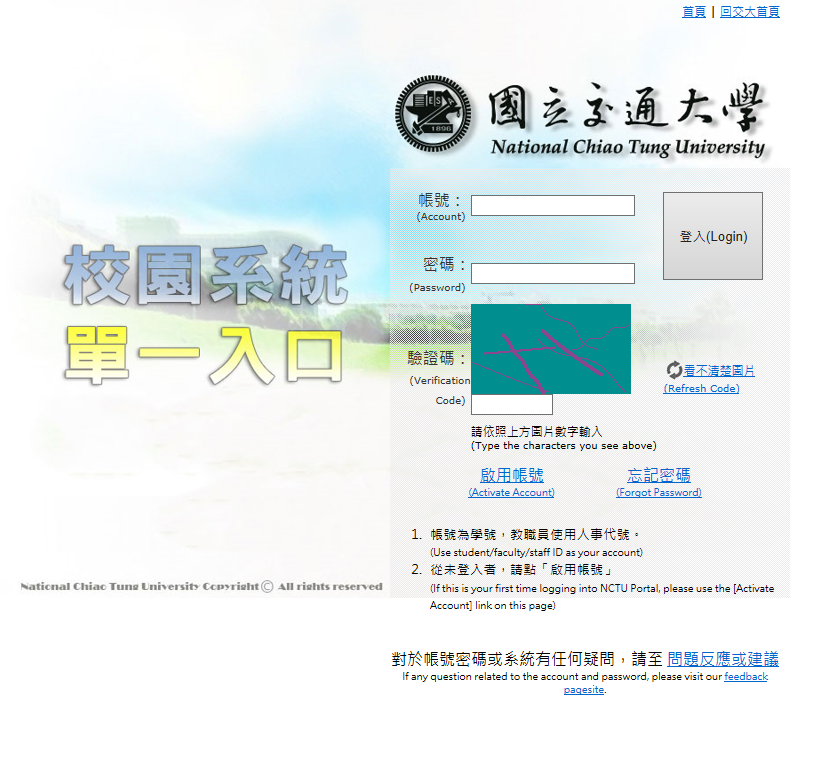 首頁 | 回交大首頁
國立交通大學
National Chiao Tung University
1896
帳號：
(Account)
登入(Login)
密碼：
(Password)
校園系統
單一入口
驗證碼：
(Verification
Code)
看不清楚圖片
(Refresh Code)
請依照上方圖片數字輸入
(Type the characters you see above)
啟用帳號
(Activate Account)
忘記密碼
(Forgot Password)
1. 帳號為學號，教職員使用人事代號。
(Use student/faculty/staff ID as your account)
2. 從未登入者，請點「啟用帳號」
(If this is your first time logging into NCTU Portal, please use the [Activate
Account] link on this page)
National Chiao Tung University Copyright© All rights reserved
對於帳號密碼或系統有任何疑問，請至 問題反應或建議
If any question related to the account and password, please visit our feedback
pagesite.